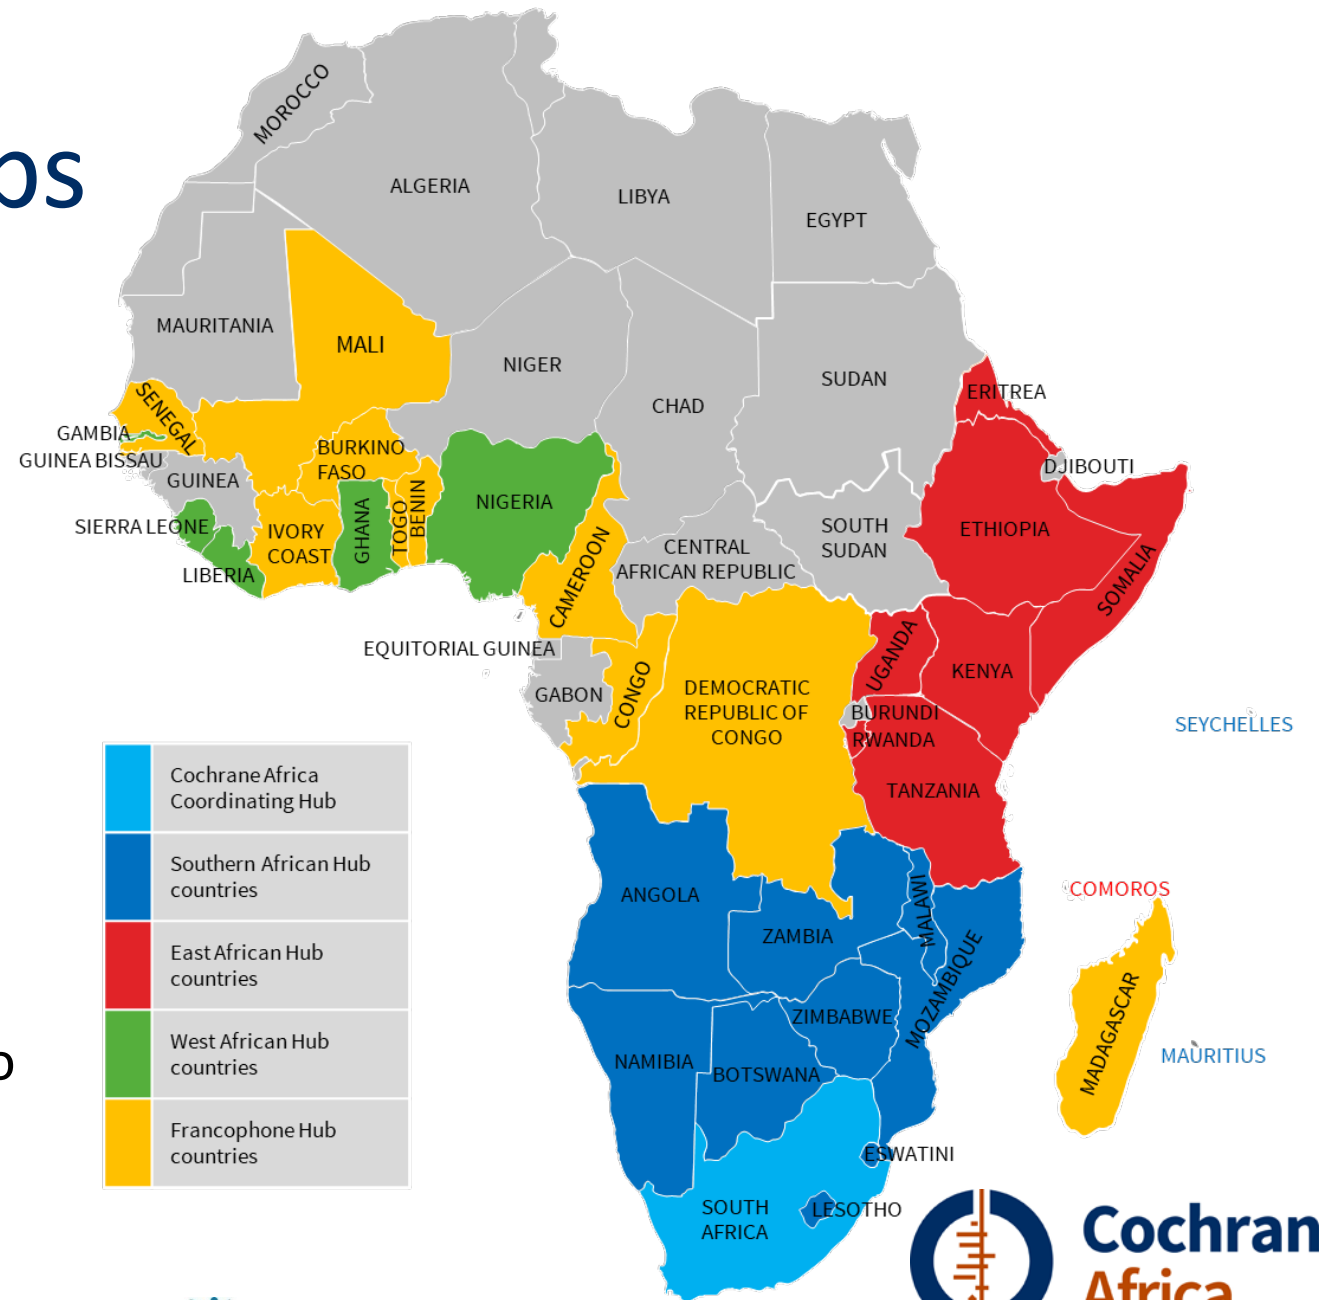 ps
MOROCCO
ALGERIA
LIBYA
EGYPT
MAURITANIA
MALI
NIGER
CHAD
SUDAN
ERITREA
SENEGAL
GAMBIA
GUINEA BISSAU
GUINEA
BURKINO
FASO
BENIN
TOGO
GHANA
NIGERIA
DJIBOUTI
SIERRA LEONE
IVORY
COAST
LIBERIA
CAMEROON
CENTRAL
AFRICAN REPUBLIC
SOUTH
SUDAN
ETHIOPIA
SOMALIA
EQUITORIAL GUINEA
GABON
CONGO
DEMOCRATIC
REPUBLIC OF
CONGO
UGANDA
KENYA
BURUNDI
RWANDA
TANZANIA
SEYCHELLES
Cochrane Africa
Coordinating Hub
Southern African Hub
countries
East African Hub
countries
West African Hub
countries
Francophone Hub
countries
ANGOLA
ZAMBIA
MALAWI
MOZAMBIQUE
COMOROS
MADAGASCAR
MAURITIUS
ZIMBABWE
NAMIBIA
BOTSWANA
ESWATINI
SOUTH
AFRICA
LESOTHO
Cochran
Africa